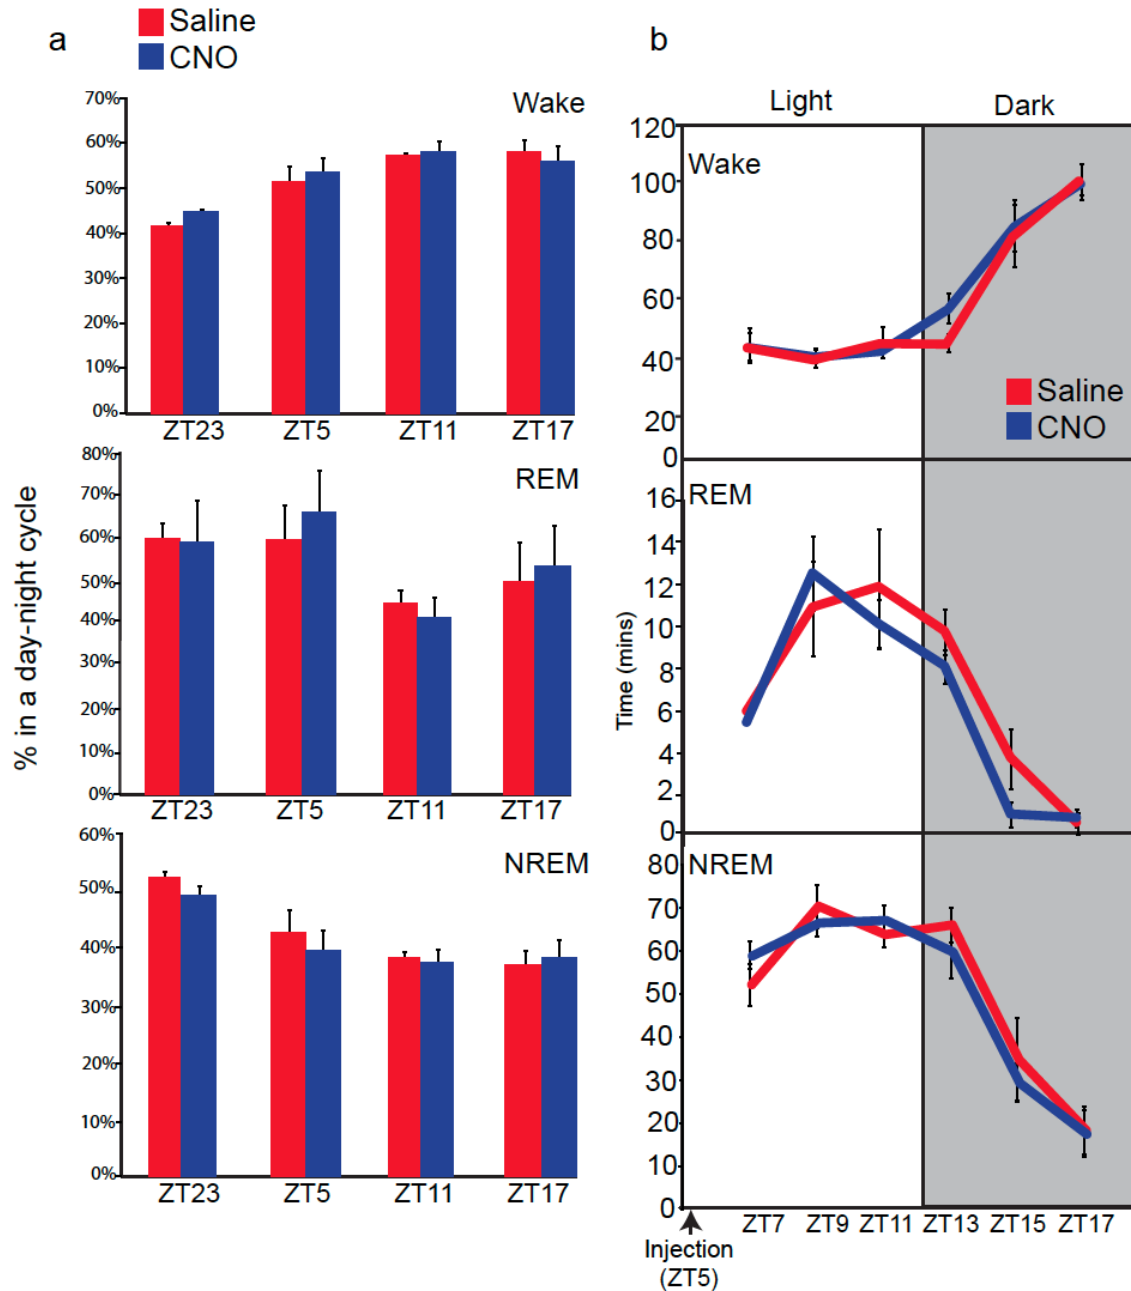 a
Saline
CNO
% in a day-night cycle
Wake
70%
60%
50%
40%
30%
20%
10%
0%
ZT23 ZT5 ZT11 ZT17
REM
80%
70%
60%
50%
40%
30%
20%
10%
0%
ZT23 ZT5 ZT11 ZT17
NREM
60%
50%
40%
30%
20%
10%
0%
ZT23 ZT5 ZT11 ZT17
b
Light Dark
Wake
120
100
80
60
40
20
0
Saline
CNO
Time (mins)
REM
16
14
12
10
8
6
4
2
0
NREM
80
70
60
50
40
30
20
10
0
ZT7 ZT9 ZT11 ZT13 ZT15 ZT17
Injection
(ZT5)